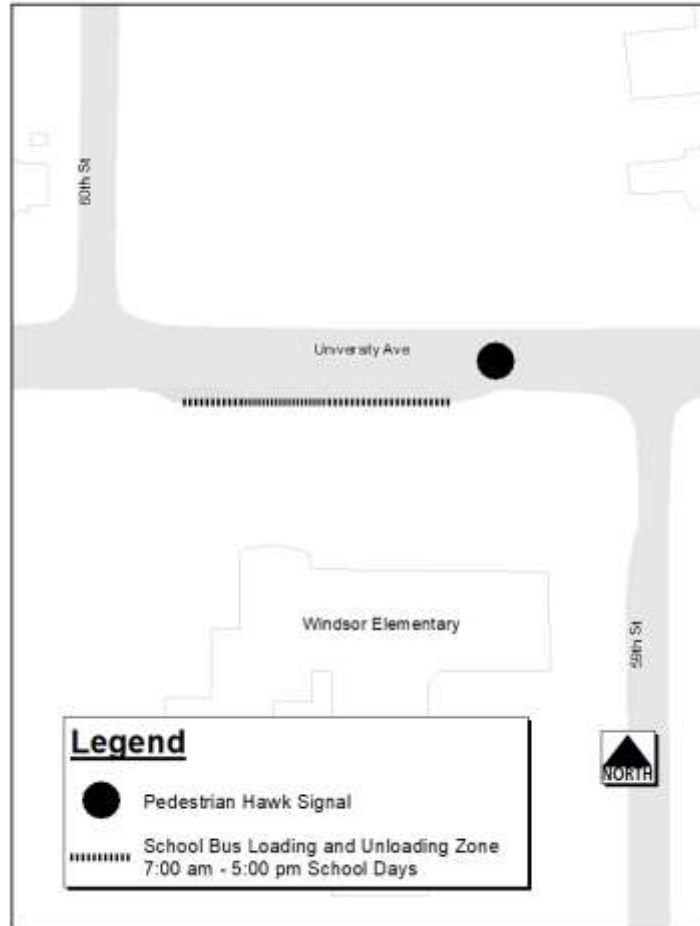 60th St
University Ave
Windsor Elementary
59th St
Legend
NORTH
Pedestrian Hawk Signal
School Bus Loading and Unloading Zone
7:00 am - 5:00 pm School Days